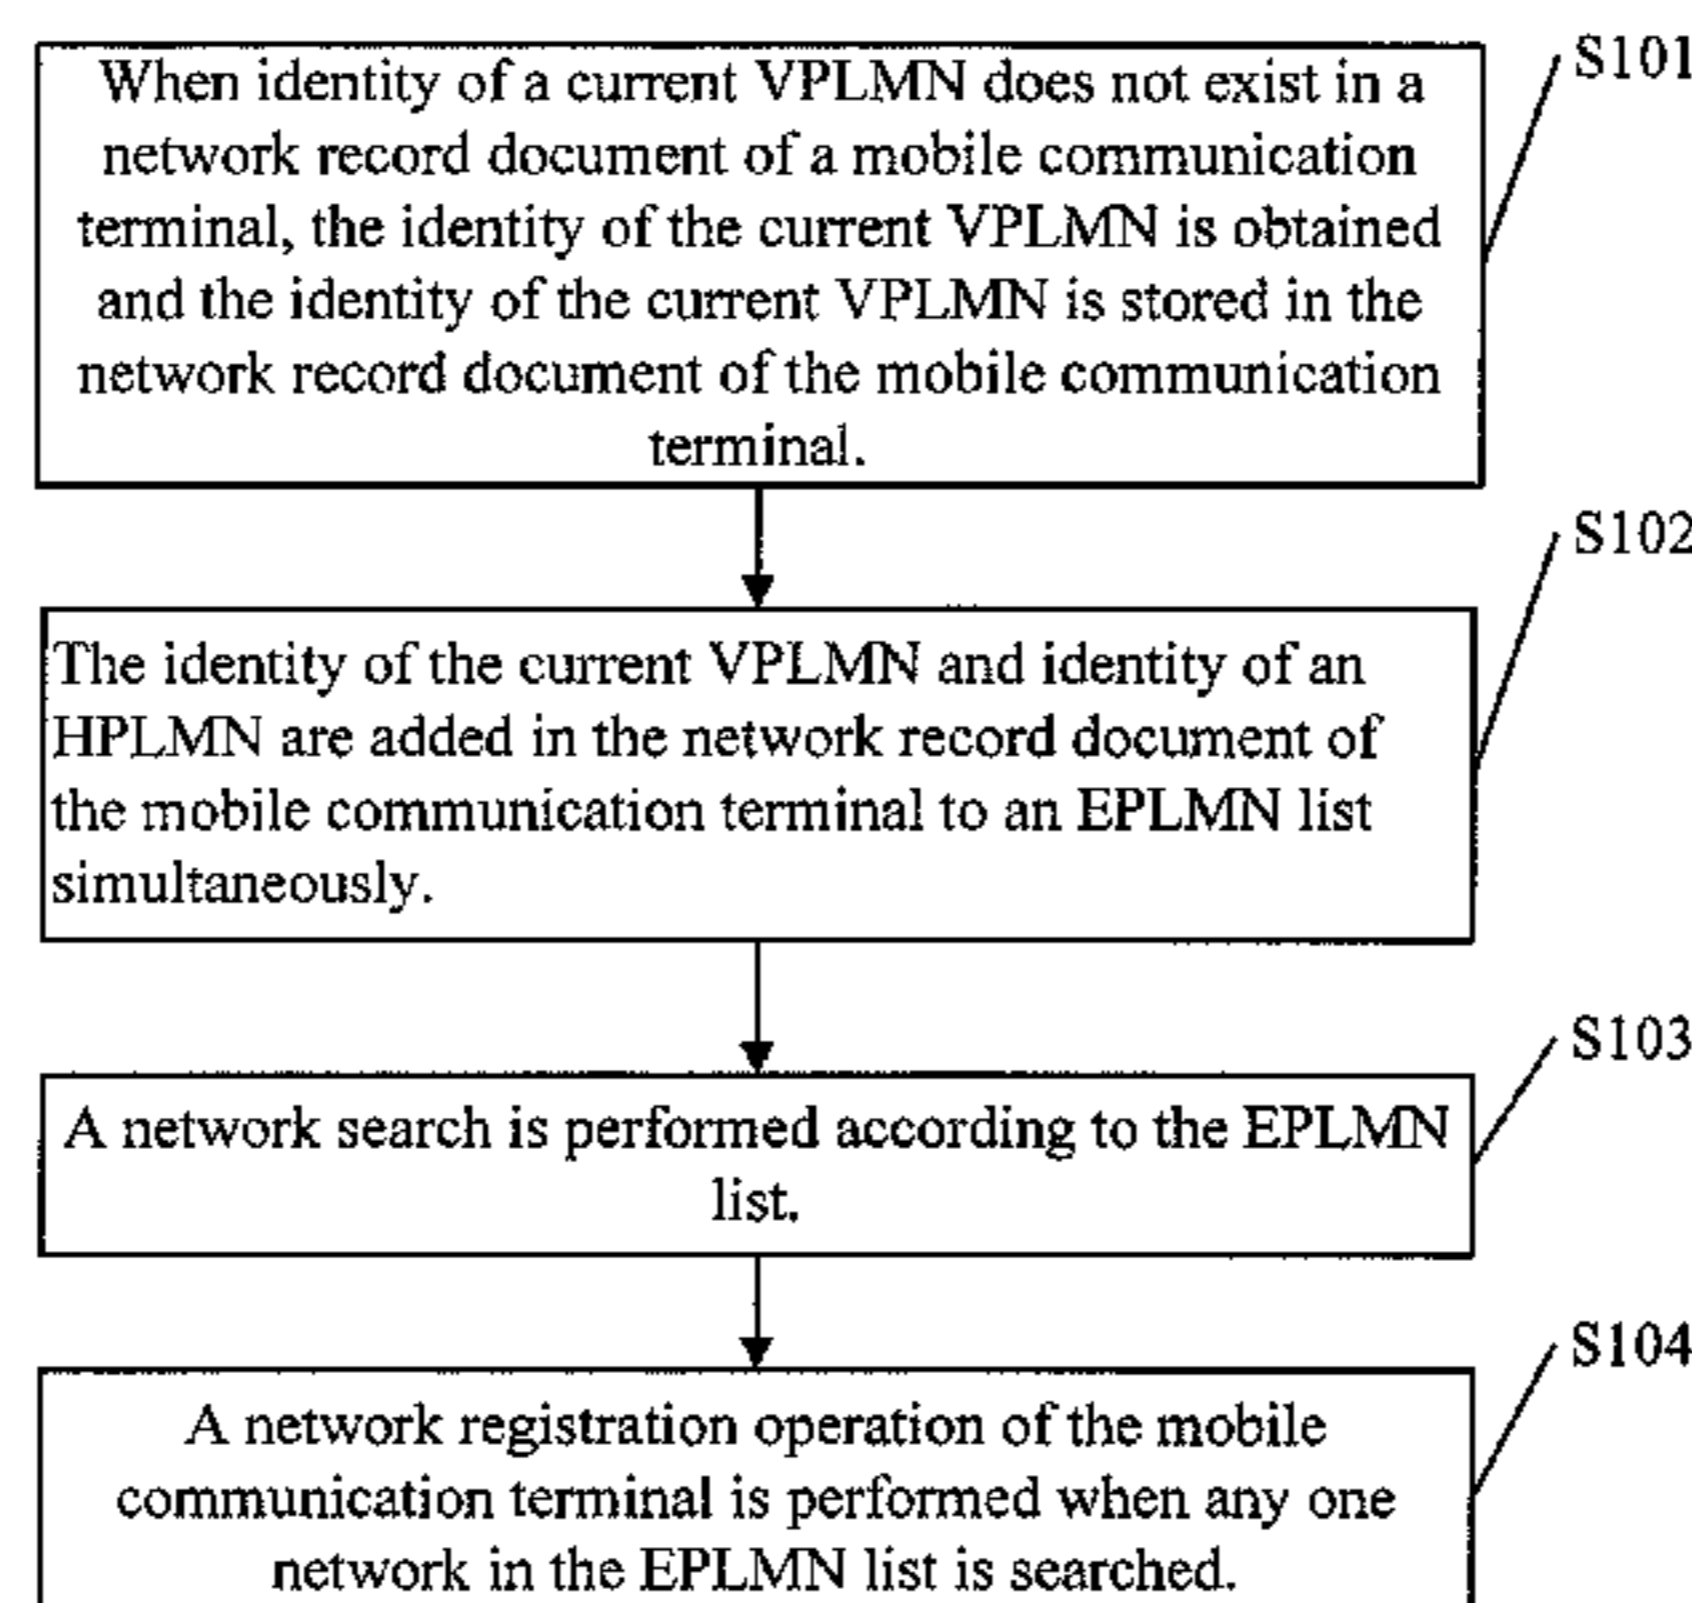 S101
When identity of a current VPLMN does not exist in a
network record document of a mobile communication
terminal, the identity of the current VPLMN is obtained
and the identity of the current VPLMN is stored in the
network record document of the mobile communication
terminal.
S102
The identity of the current VPLMN and identity of an
HPLMN are added in the network record document of
the mobile communication terminal to an EPLMN list
simultaneously.
S103
A network search is performed according to the EPLMN
list.
S104
A network registration operation of the mobile
communication terminal is performed when any one
network in the EPLMN list is searched.